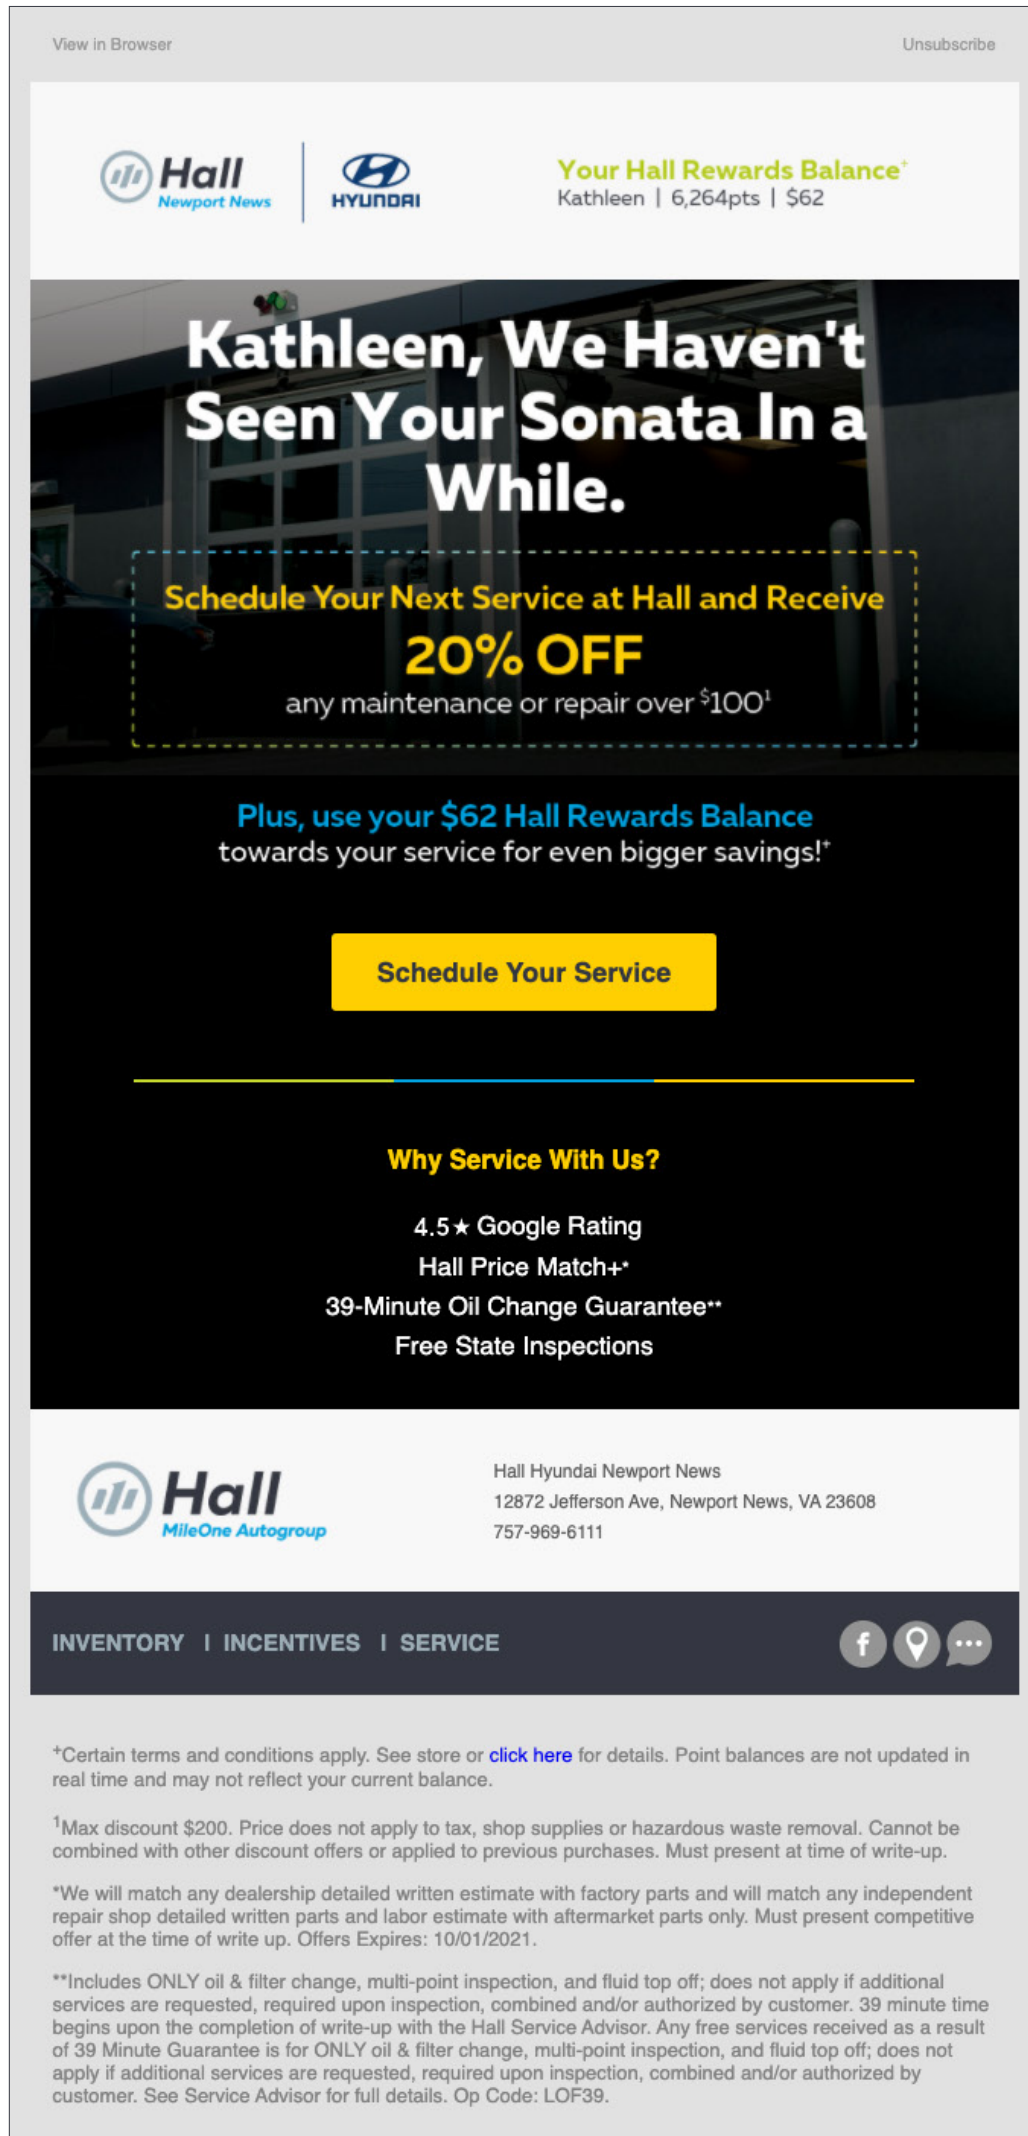 View in Browser
Unsubscribe
Hall
Newport News
HYUNDAI
Your Hall Rewards Balance+
Kathleen | 6,264pts | $62
Kathleen, We Haven't
Seen Your Sonata In a
While.
Schedule Your Next Service at Hall and Receive
20% OFF
any maintenance or repair over $100¹
Plus, use your $62 Hall Rewards Balance
towards your service for even bigger savings!+
Schedule Your Service
Why Service With Us?
4.5★ Google Rating
Hall Price Match+*
39-Minute Oil Change Guarantee**
Free State Inspections
Hall
MileOne Autogroup
Hall Hyundai Newport News
12872 Jefferson Ave, Newport News, VA 23608
757-969-6111
INVENTORY | INCENTIVES | SERVICE
+Certain terms and conditions apply. See store or click here for details. Point balances are not updated in
real time and may not reflect your current balance.
¹Max discount $200. Price does not apply to tax, shop supplies or hazardous waste removal. Cannot be
combined with other discount offers or applied to previous purchases. Must present at time of write-up.
*We will match any dealership detailed written estimate with factory parts and will match any independent
repair shop detailed written parts and labor estimate with aftermarket parts only. Must present competitive
offer at the time of write up. Offers Expires: 10/01/2021.
**Includes ONLY oil & filter change, multi-point inspection, and fluid top off; does not apply if additional
services are requested, required upon inspection, combined and/or authorized by customer. 39 minute time
begins upon the completion of write-up with the Hall Service Advisor. Any free services received as a result
of 39 Minute Guarantee is for ONLY oil & filter change, multi-point inspection, and fluid top off; does not
apply if additional services are requested, required upon inspection, combined and/or authorized by
customer. See Service Advisor for full details. Op Code: LOF39.